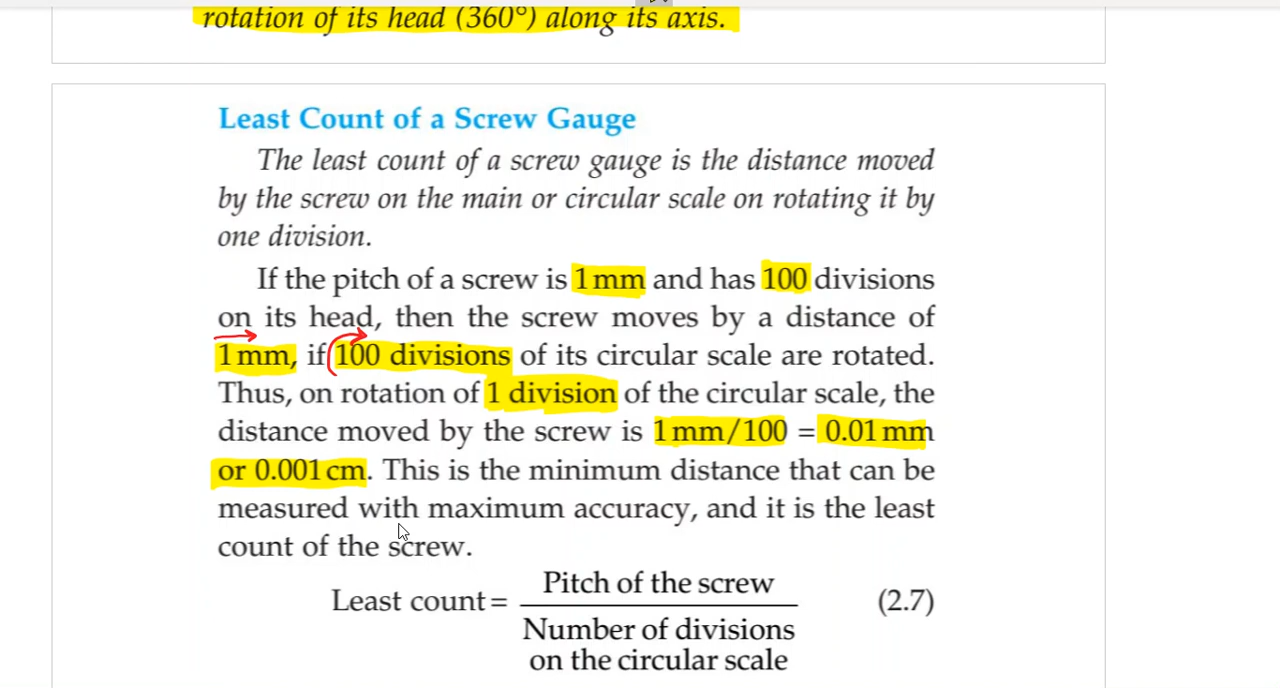 rotation of its head (360°) along its axis.
Least Count of a Screw Gauge
The least count of a screw gauge is the distance moved
by the screw on the main or circular scale on rotating it by
one division.
If the pitch of a screw is 1 mm and has 100 divisions
on its head, then the screw moves by a distance of
1 mm, if 100 divisions of its circular scale are rotated.
Thus, on rotation of 1 division of the circular scale, the
distance moved by the screw is 1 mm/100 = 0.01 mm
or 0.001 cm. This is the minimum distance that can be
measured with maximum accuracy, and it is the least
count of the screw.
Pitch of the screw
Least count = (2.7)
Number of divisions
on the circular scale